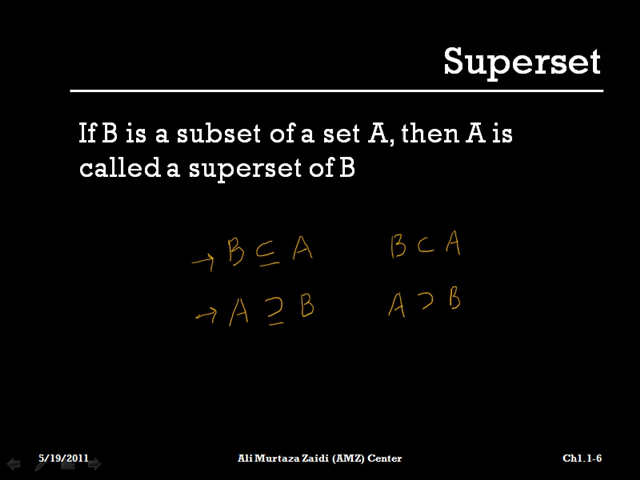 Superset
If B is a subset of a set A, then A is
called a superset of B
→ B ⊆ A B ⊂ A
→ A ⊇ B A ⊃ B
5/19/2011 Ali Murtaza Zaidi (AMZ) Center Ch1.1-6